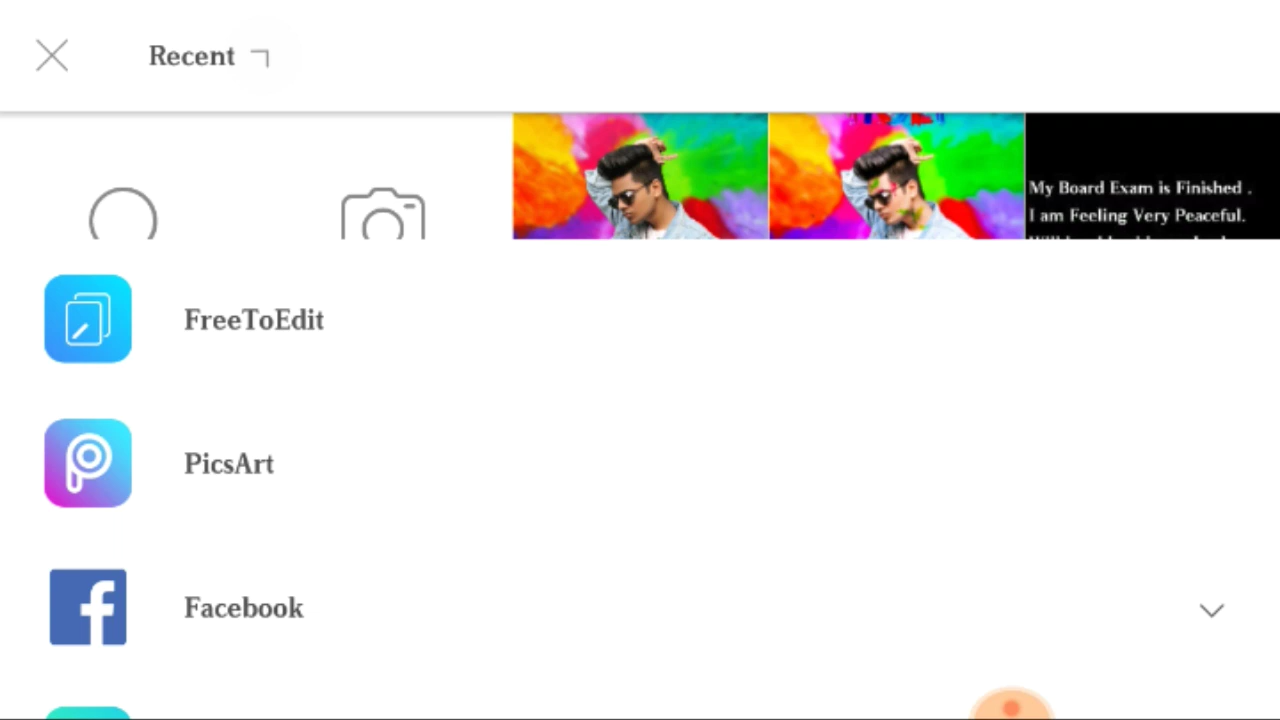 Recent
My Board Exam is Finished .
I am Feeling Very Peaceful.
FreeToEdit
PicsArt
Facebook